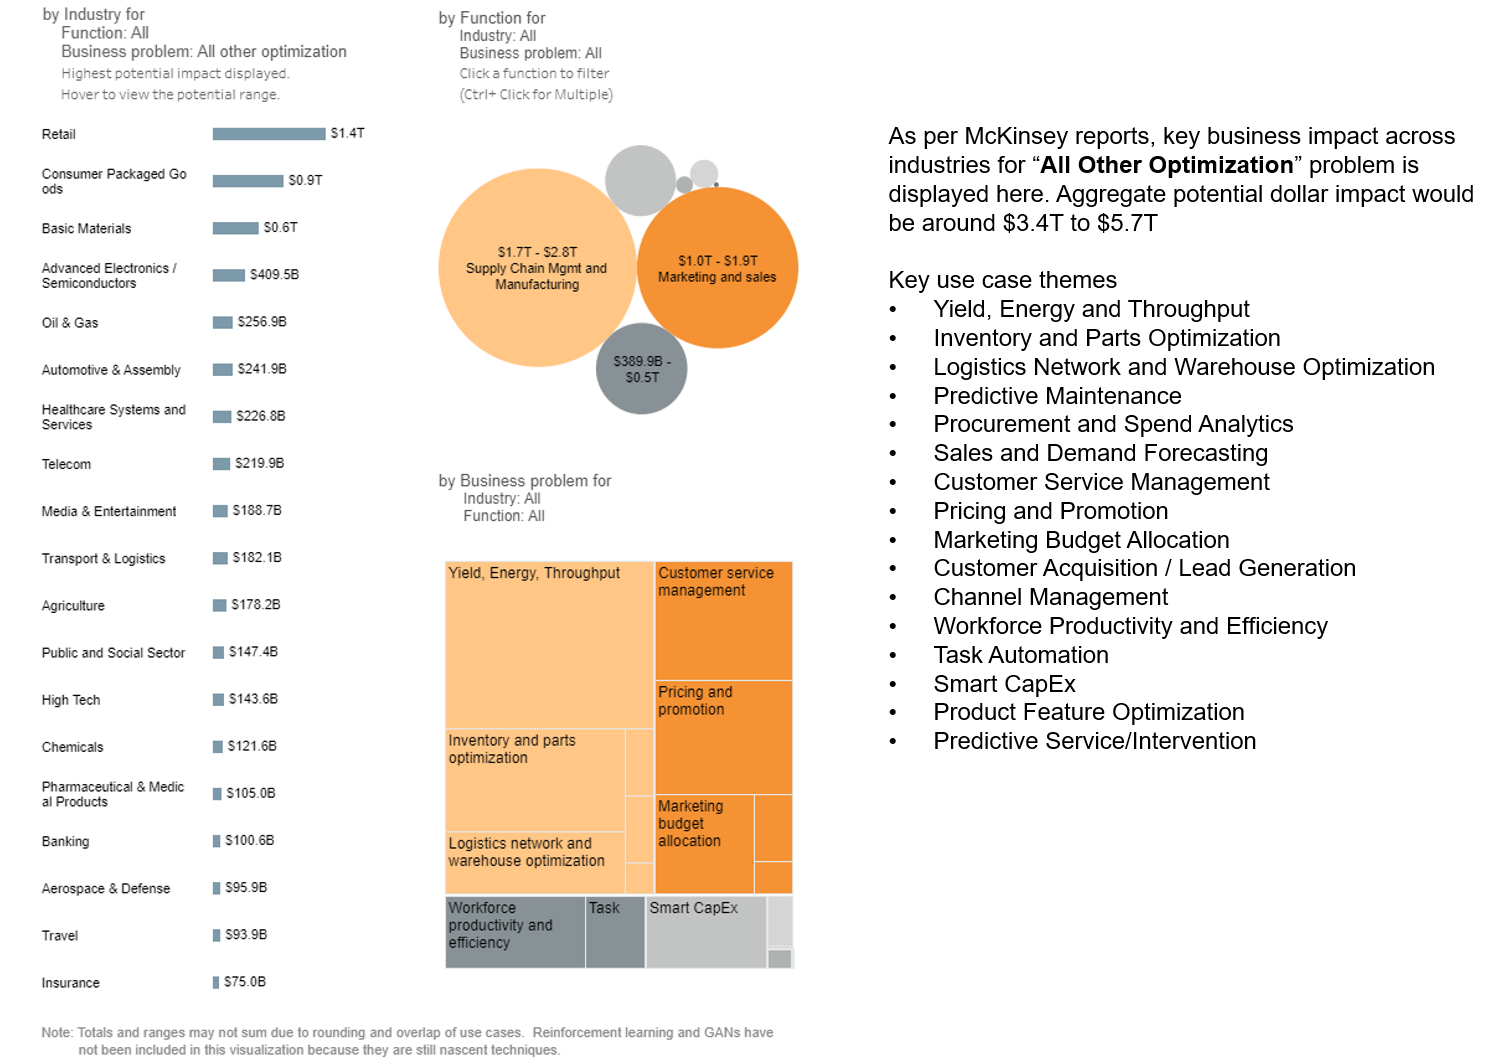 by Industry for
Function: All
Business problem: All other optimization
Highest potential impact displayed.
Hover to view the potential range.
Retail $1.4T
Consumer Packaged Go
ods $0.9T
Basic Materials $0.6T
Advanced Electronics /
Semiconductors $409.5B
Oil & Gas $256.9B
Automotive & Assembly $241.9B
Healthcare Systems and
Services $226.8B
Telecom $219.9B
Media & Entertainment $188.7B
Transport & Logistics $182.1B
Agriculture $178.2B
Public and Social Sector $147.4B
High Tech $143.6B
Chemicals $121.6B
Pharmaceutical & Medic
al Products $105.0B
Banking $100.6B
Aerospace & Defense $95.9B
Travel $93.9B
Insurance $75.0B
by Function for
Industry: All
Business problem: All
Click a function to filter
(Ctrl+ Click for Multiple)
$1.7T - $2.8T
Supply Chain Mgmt and
Manufacturing
$1.0T - $1.9T
Marketing and sales
$389.9B -
$0.5T
by Business problem for
Industry: All
Function: All
Yield, Energy, Throughput
Customer service
management
Pricing and
promotion
Inventory and parts
optimization
Marketing
budget
allocation
Logistics network and
warehouse optimization
Workforce
productivity and
efficiency
Task
Smart CapEx
Note: Totals and ranges may not sum due to rounding and overlap of use cases. Reinforcement learning and GANs have
not been included in this visualization because they are still nascent techniques.
As per McKinsey reports, key business impact across
industries for “All Other Optimization” problem is
displayed here. Aggregate potential dollar impact would
be around $3.4T to $5.7T
Key use case themes
• Yield, Energy and Throughput
• Inventory and Parts Optimization
• Logistics Network and Warehouse Optimization
• Predictive Maintenance
• Procurement and Spend Analytics
• Sales and Demand Forecasting
• Customer Service Management
• Pricing and Promotion
• Marketing Budget Allocation
• Customer Acquisition / Lead Generation
• Channel Management
• Workforce Productivity and Efficiency
• Task Automation
• Smart CapEx
• Product Feature Optimization
• Predictive Service/Intervention